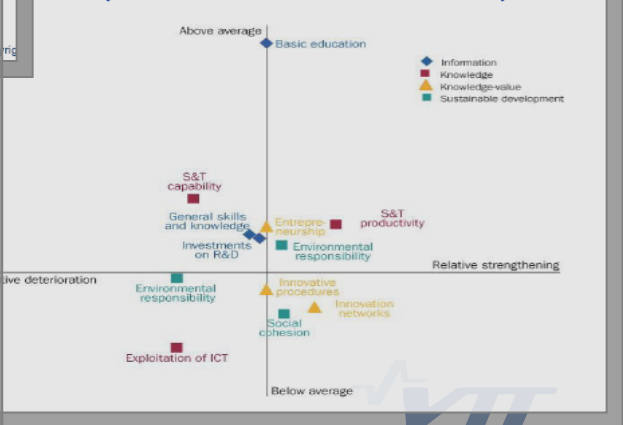 Above average
Basic education
Information
Knowledge
Knowledge-value
Sustainable development
S&T
capability
General skills
and knowledge
Entrepre-
neurship
S&T
productivity
Investments
on R&D
Environmental
responsibility
Relative strengthening
deterioration
Environmental
responsibility
Innovative
procedures
Innovation
networks
Social
cohesion
Exploitation of ICT
Below average
VTT